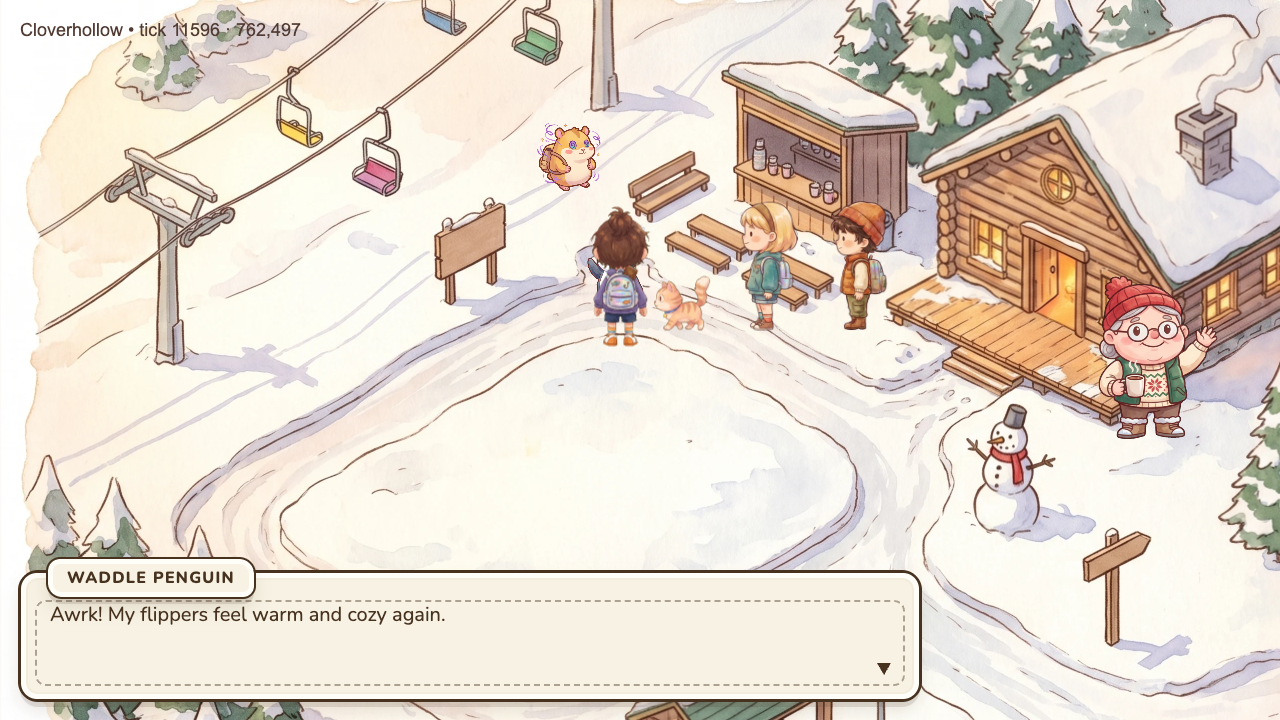 Cloverhollow • tick 11596 · 762,497
WADDLE PENGUIN
Awrk! My flippers feel warm and cozy again.